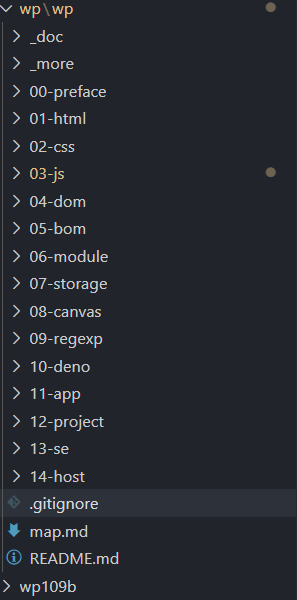 wp\wp
_doc
_more
00-preface
01-html
02-css
03-js
04-dom
05-bom
06-module
07-storage
08-canvas
09-regexp
10-deno
11-app
12-project
13-se
14-host
.gitignore
map.md
README.md
wp109b